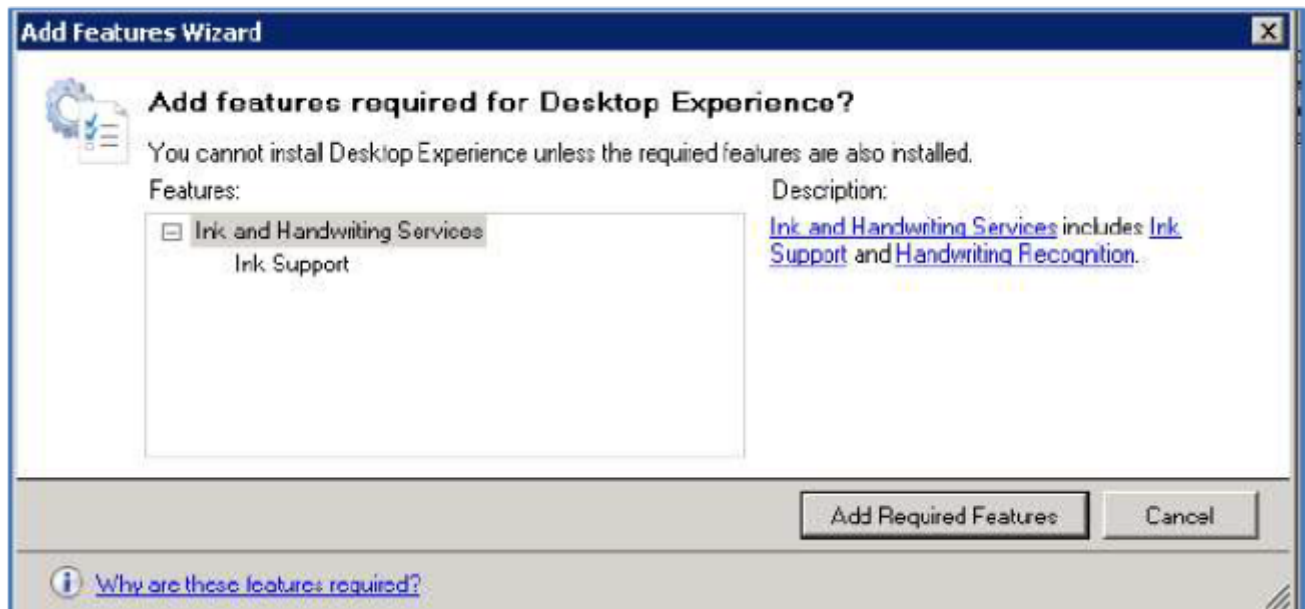 Add Features Wizard
Add features required for Desktop Experience?
You cannot install Desktop Experience unless the required features are also installed.
Features:
Ink and Handwriting Services
Ink Support
Description:
Ink and Handwriting Services includes Ink
Support and Handwriting Recognition.
Add Required Features
Cancel
Why are these features required?